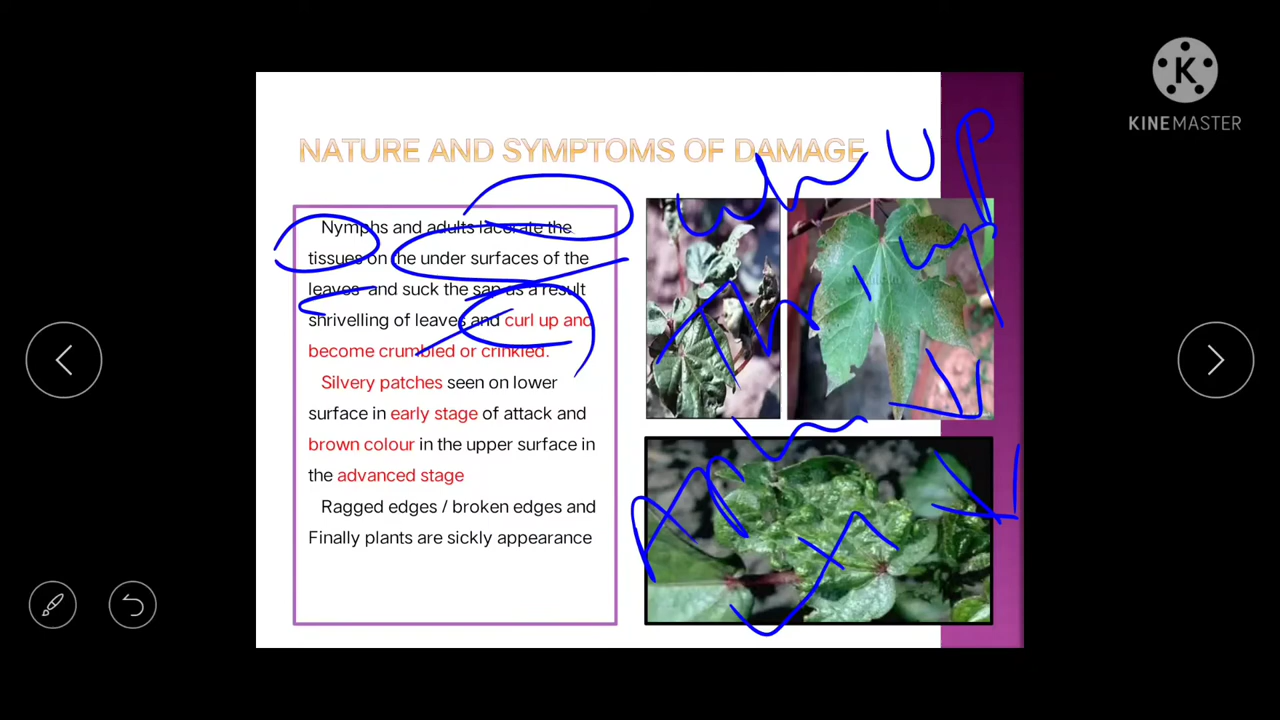 KINEMASTER
NATURE AND SYMPTOMS OF DAMAGE
Nymphs and adults lacerate the
tissues on the under surfaces of the
leaves and suck the sap as a result
shrivelling of leaves and curl up and
become crumbled or crinkled.
Silvery patches seen on lower
surface in early stage of attack and
brown colour in the upper surface in
the advanced stage
Ragged edges / broken edges and
Finally plants are sickly appearance
UP